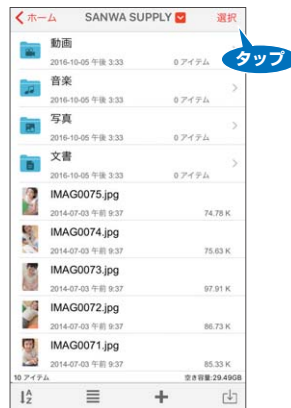 ホーム SANWA SUPPLY 選択
タップ
動画
2016-10-05 午後 3:33 0 アイテム
音楽
2016-10-05 午後 3:33 0 アイテム
写真
2016-10-05 午後 3:33 0 アイテム
文書
2016-10-05 午後 3:33 0 アイテム
IMAG0075.jpg
2014-07-03 午前 9:37 74.78 K
IMAG0074.jpg
2014-07-03 午前 9:37 75.63 K
IMAG0073.jpg
2014-07-03 午前 9:37 97.91 K
IMAG0072.jpg
2014-07-03 午前 9:37 86.73 K
IMAG0071.jpg
2014-07-03 午前 9:37 85.33 K
10 アイテム 空き容量:29.49GB
AZ